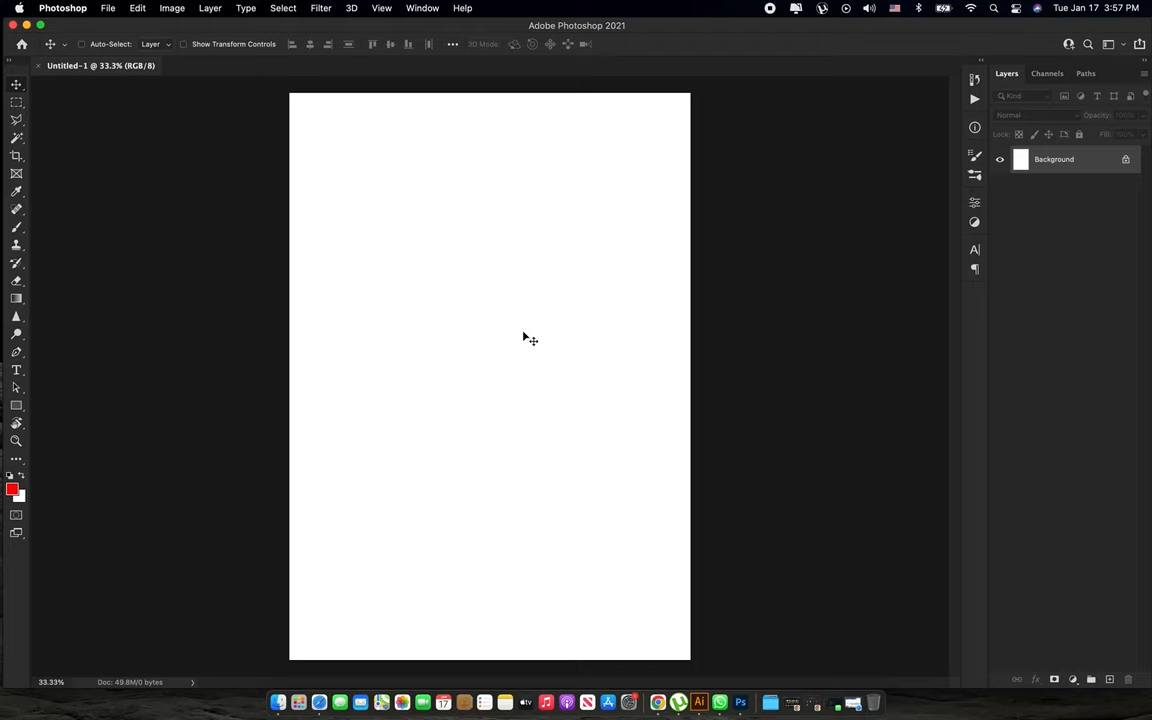 Photoshop File Edit Image Layer Type Select Filter 3D View Window Help Tue Jan 17 3:57 PM
Adobe Photoshop 2021
Auto-Select: Layer Show Transform Controls 3D Mode:
Untitled-1 @ 33.3% (RGB/8)
Layers Channels Paths
Kind
Normal Opacity: 100%
Lock: Fill: 100%
Background
33.33% Doc: 49.8M/0 bytes